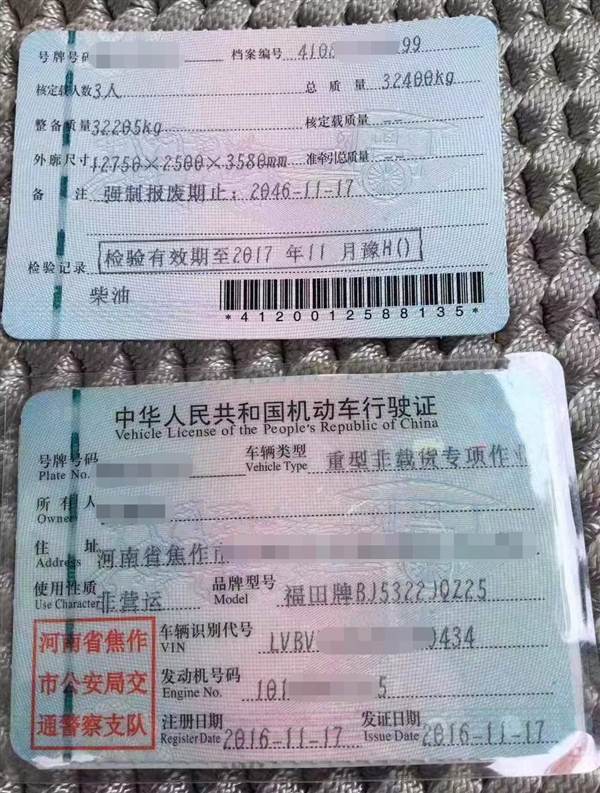 号牌号码 档案编号 4108 99
核定载人数 3人 总质量 32400kg
整备质量 32205kg 核定载质量 --
外廓尺寸 12750×2500×3580mm 准牵引总质量 --
备注 强制报废期止: 2046-11-17
检验记录 检验有效期至2017 年11 月豫H()
柴油
*4120012588135*
中华人民共和国机动车行驶证
Vehicle License of the People's Republic of China
号牌号码 车辆类型 重型非载货专项作业
Plate No. Vehicle Type
所有人
Owner
住址 河南省焦作市
Address
使用性质 非营运 品牌型号 福田牌BJ5322JQZ25
Use Character Model
河南省焦作 车辆识别代号 LVBV 0434
VIN
市公安局交 发动机号码 101 5
Engine No.
通警察支队 注册日期 2016-11-17 发证日期 2016-11-17
Register Date Issue Date